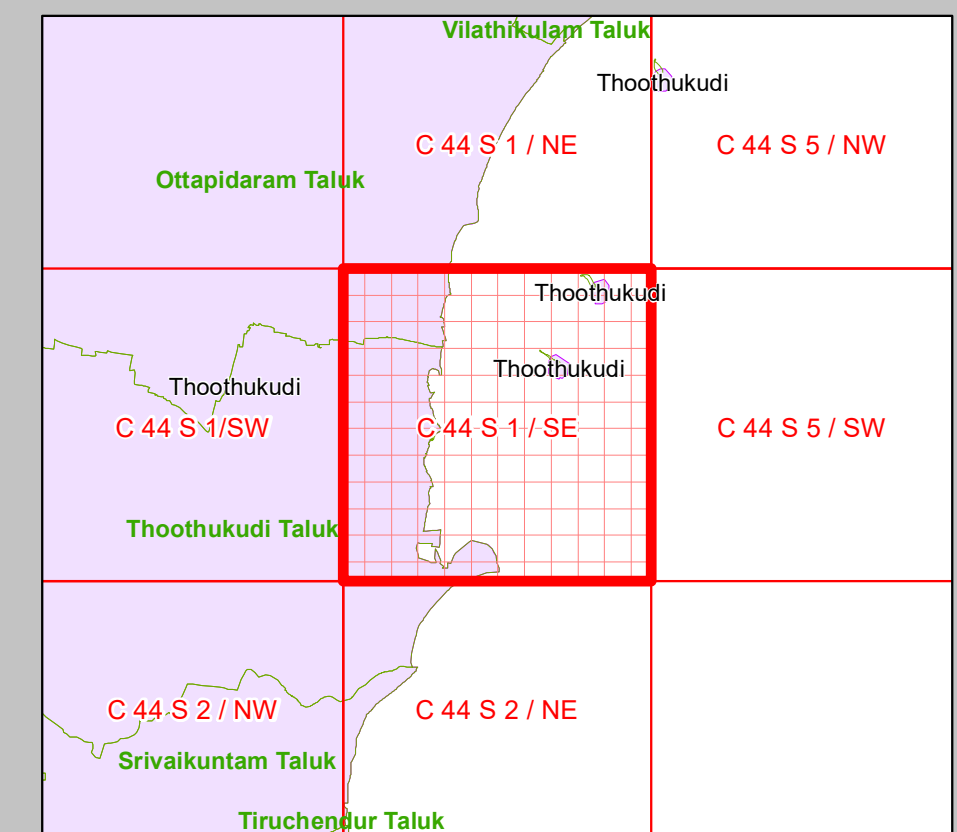 Vilathikulam Taluk
Thoothukudi
C 44 S 1 / NE
C 44 S 5 / NW
Ottapidaram Taluk
Thoothukudi
Thoothukudi
Thoothukudi
C 44 S 1/SW
C 44 S 1 / SE
C 44 S 5 / SW
Thoothukudi Taluk
C 44 S 2 / NW
C 44 S 2 / NE
Srivaikuntam Taluk
Tiruchendur Taluk